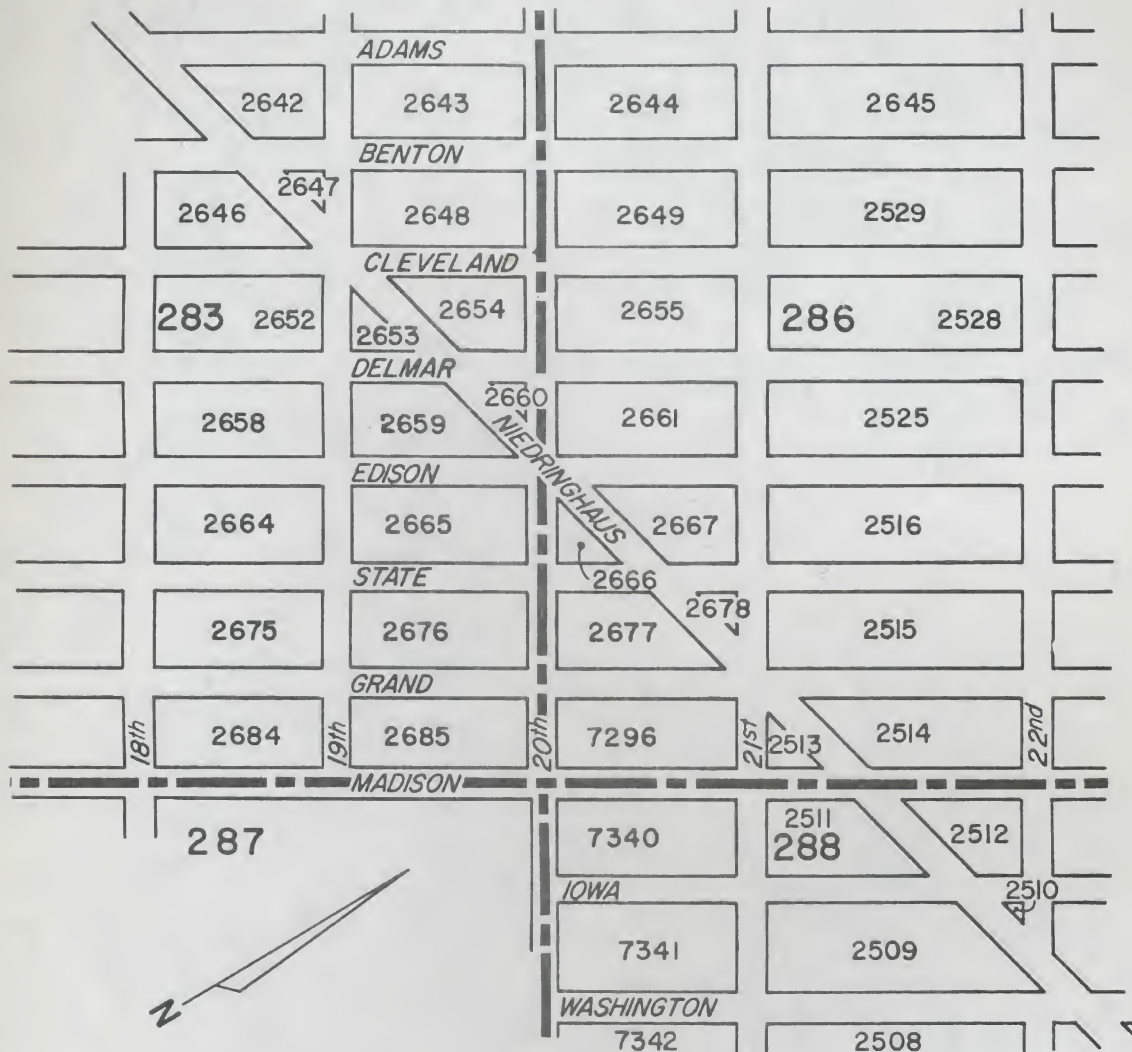 ADAMS
2642 2643 2644 2645
BENTON
2647
2646 2648 2649 2529
CLEVELAND
283 2652 2654 2655 286 2528
2653
DELMAR
2660
2658 2659 2661 2525
NIEDRINGHAUS
EDISON
2664 2665 2667 2516
STATE 2666
2678
2675 2676 2677 2515
GRAND
18th 2684 19th 2685 20th 7296 21st 2513 2514 22nd
MADISON
287 7340 2511 2512
288
IOWA 2510
7341 2509
N
WASHINGTON
7342 2508